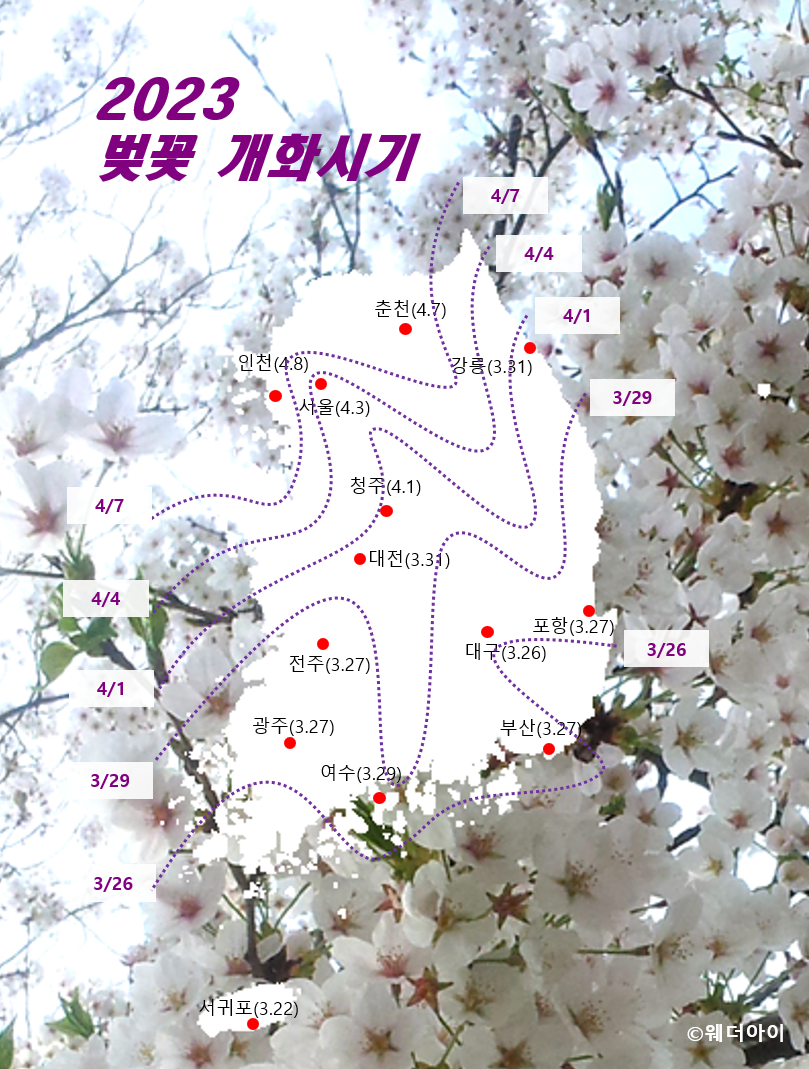 2023
벚꽃 개화시기
4/7
4/4
춘천(4.7)
4/1
인천(4.8)
강릉(3.31)
서울(4.3)
3/29
청주(4.1)
4/7
대전(3.31)
4/4
포항(3.27)
대구(3.26)
3/26
전주(3.27)
4/1
광주(3.27)
부산(3.27)
여수(3.29)
3/29
3/26
서귀포(3.22)
©웨더아이